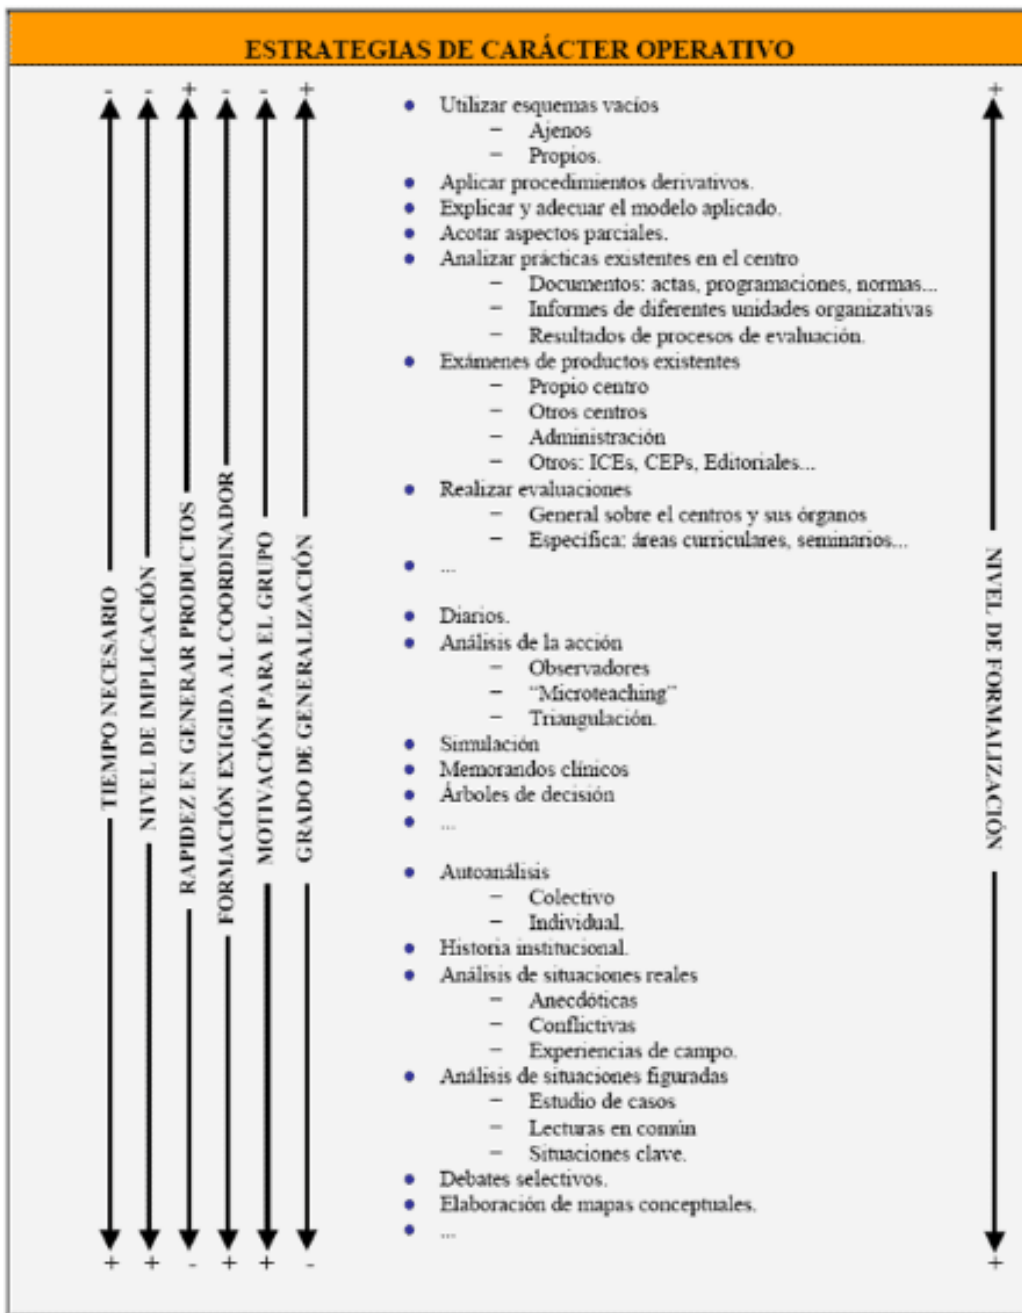 ESTRATEGIAS DE CARÁCTER OPERATIVO
- - + - - +
+
• Utilizar esquemas vacíos
– Ajenos
– Propios.
• Aplicar procedimientos derivativos.
• Explicar y adecuar el modelo aplicado.
• Acotar aspectos parciales.
• Analizar prácticas existentes en el centro
– Documentos: actas, programaciones, normas...
– Informes de diferentes unidades organizativas
– Resultados de procesos de evaluación.
• Exámenes de productos existentes
– Propio centro
– Otros centros
– Administración
– Otros: ICEs, CEPs, Editoriales...
• Realizar evaluaciones
– General sobre el centros y sus órganos
– Específica: áreas curriculares, seminarios...
• ...
• Diarios.
• Análisis de la acción
– Observadores
– “Microteaching”
– Triangulación.
• Simulación
• Memorandos clínicos
• Árboles de decisión
• ...
• Autoanálisis
– Colectivo
– Individual.
• Historia institucional.
• Análisis de situaciones reales
– Anecdóticas
– Conflictivas
– Experiencias de campo.
• Análisis de situaciones figuradas
– Estudio de casos
– Lecturas en común
– Situaciones clave.
• Debates selectivos.
• Elaboración de mapas conceptuales.
• ...
TIEMPO NECESARIO
NIVEL DE IMPLICACIÓN
RAPIDEZ EN GENERAR PRODUCTOS
FORMACIÓN EXIGIDA AL COORDINADOR
MOTIVACIÓN PARA EL GRUPO
GRADO DE GENERALIZACIÓN
NIVEL DE FORMALIZACIÓN
+ + - + + -
+